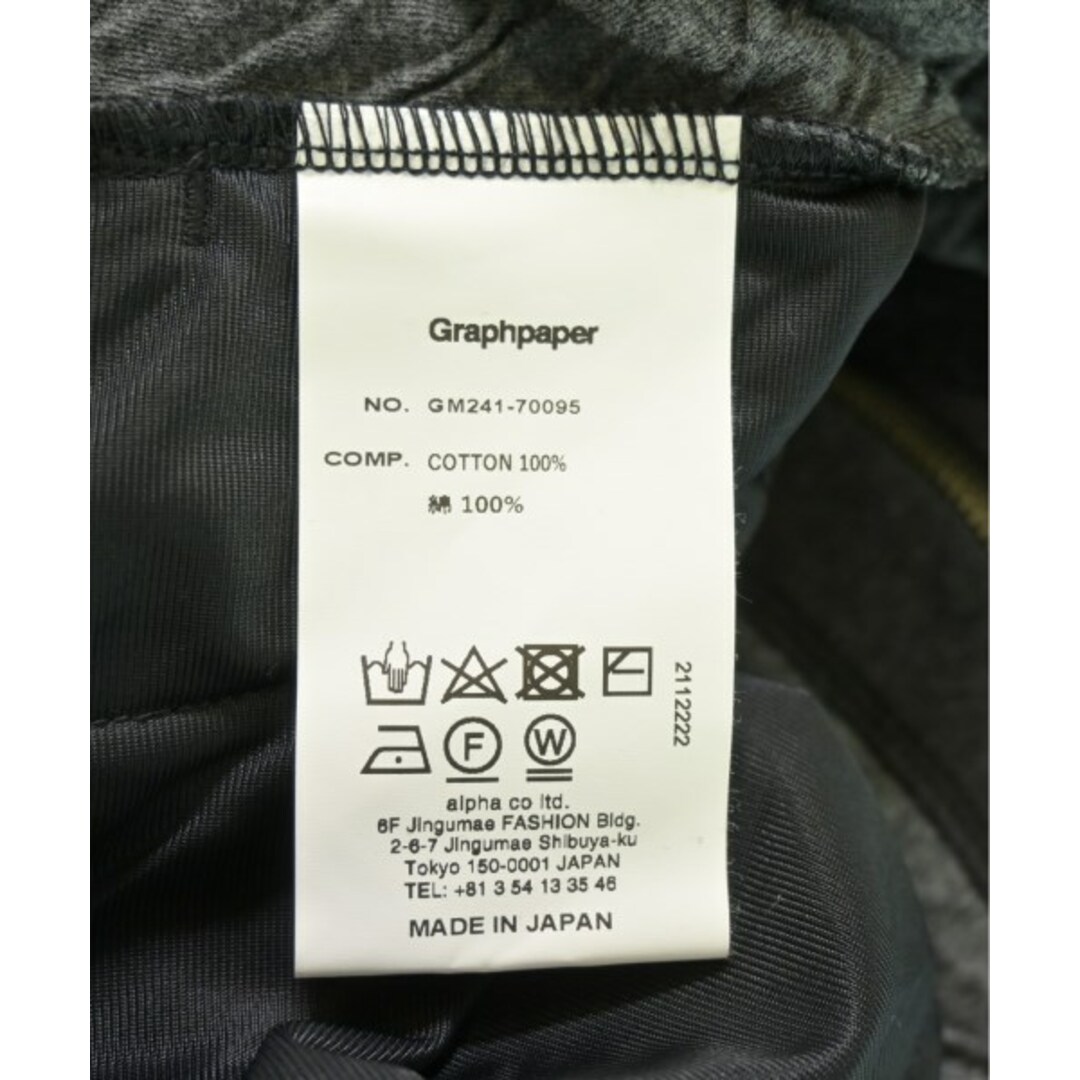 Graphpaper
NO. GM241-70095
COMP. COTTON 100%
綿 100%
2112222
F W
alpha co ltd.
6F Jingumae FASHION Bldg.
2-6-7 Jingumae Shibuya-ku
Tokyo 150-0001 JAPAN
TEL: +81 3 54 13 35 46
MADE IN JAPAN